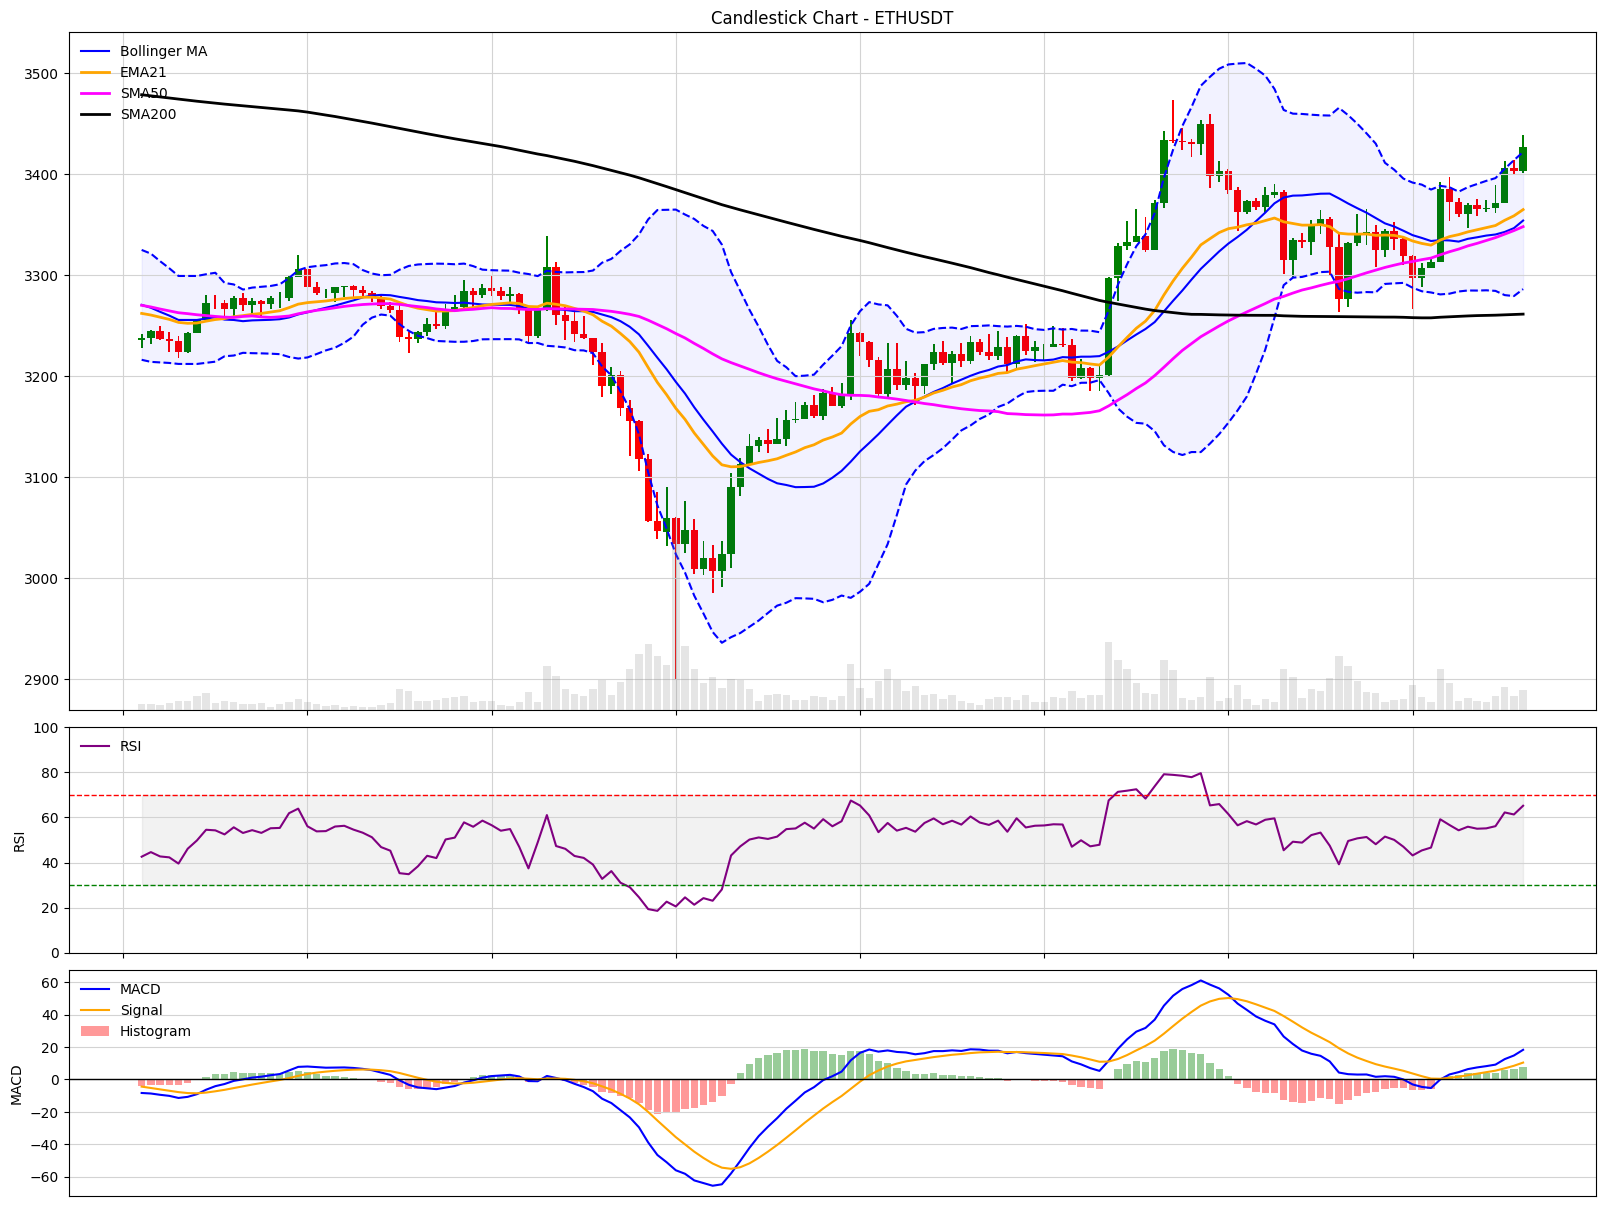 Candlestick Chart - ETHUSDT
Bollinger MA
EMA21
SMA50
SMA200
3500
3400
3300
3200
3100
3000
2900
RSI
RSI
100
80
60
40
20
0
MACD
Signal
Histogram
MACD
60
40
20
0
−20
−40
−60